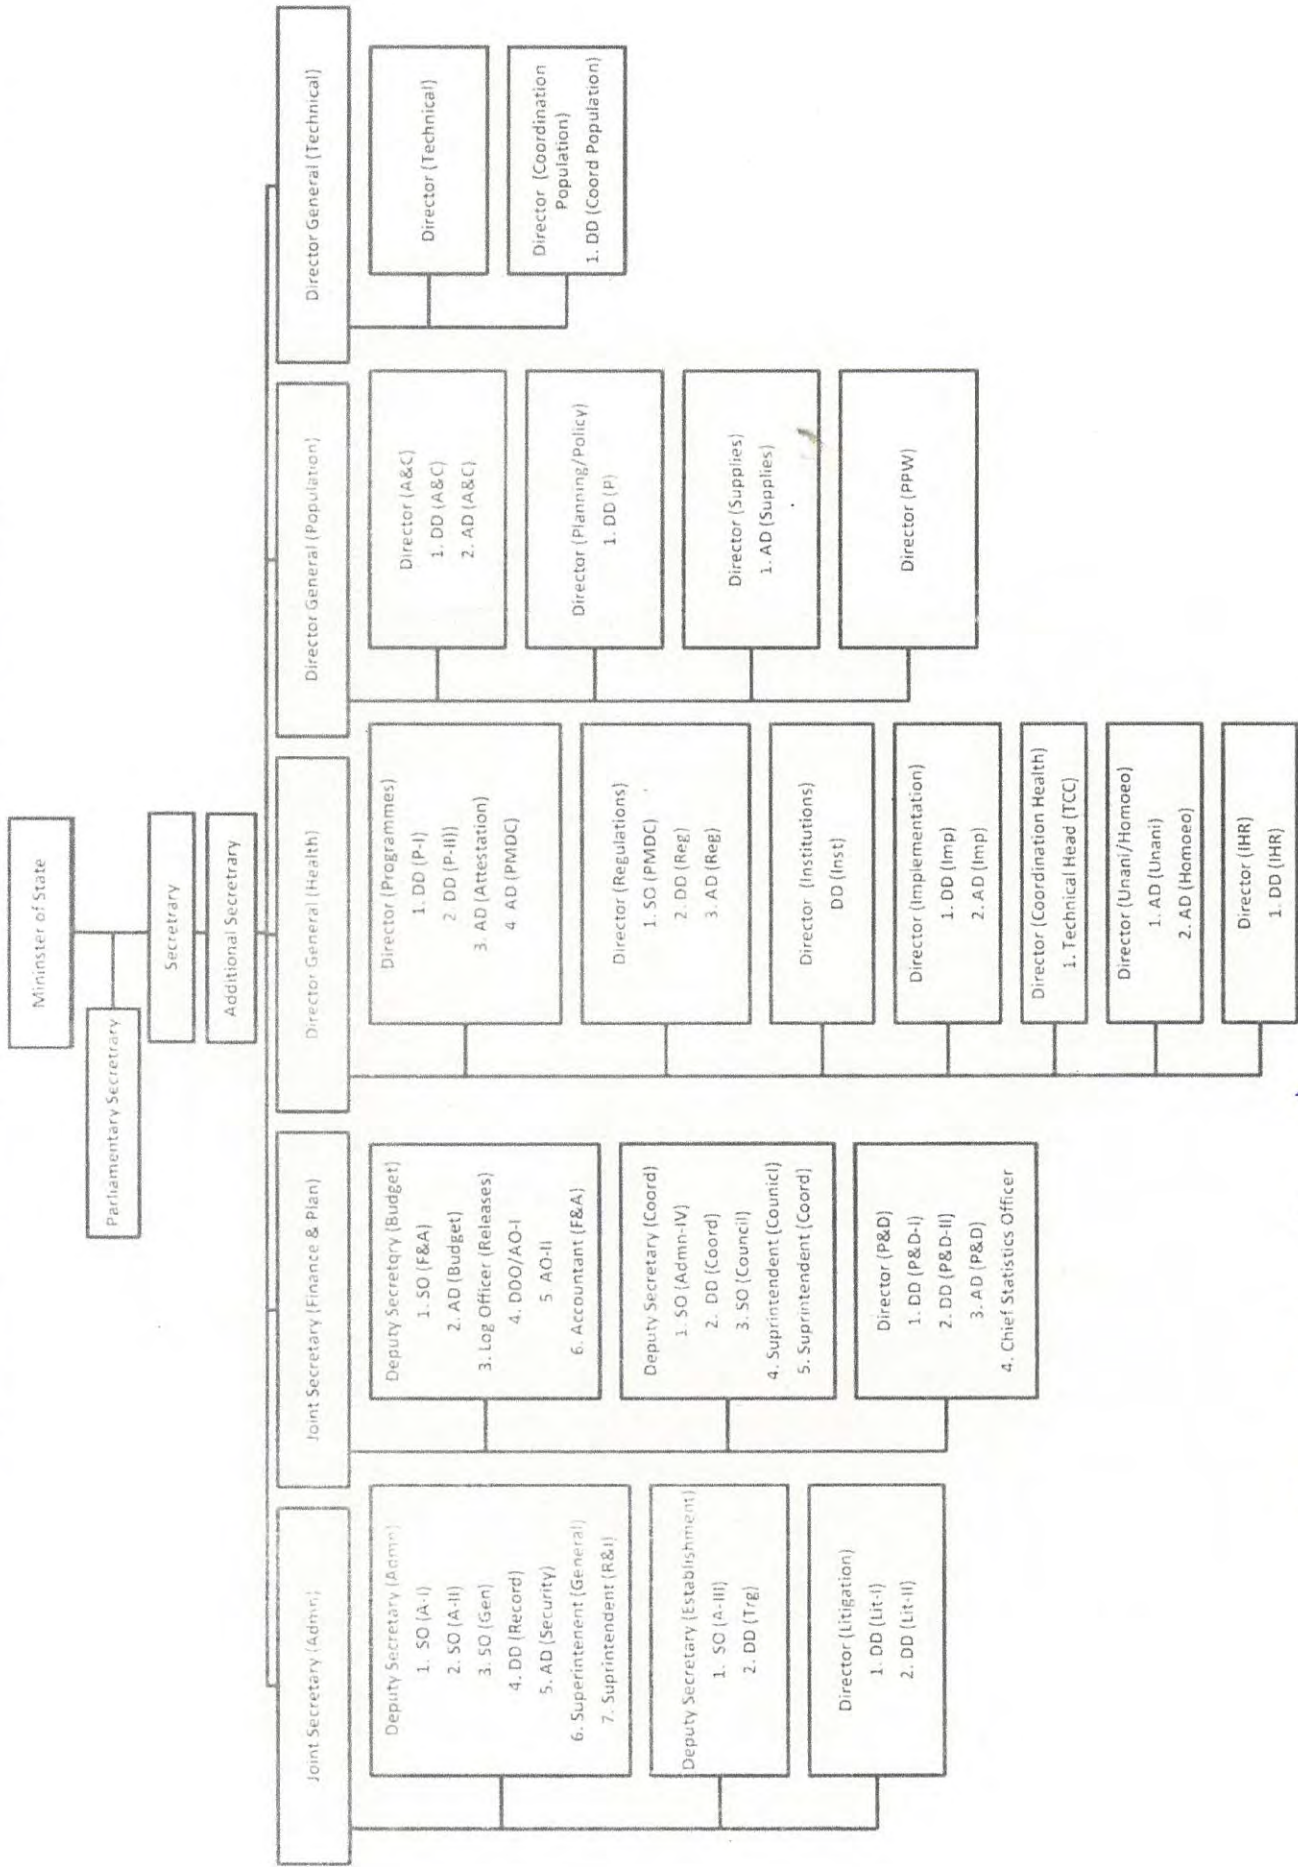 Mininster of State
Parliamentary Secretrary
Secretrary
Additional Secretrary
Joint Secretary (Admn)
Deputy Secretary (Admn)
1. SO (A-I)
2. SO (A-II)
3. SO (Gen)
4. DD (Record)
5. AD (Security)
6. Superintenent (General)
7. Suprintendent (R&I)
Deputy Secretary (Establishment)
1. SO (A-III)
2. DD (Trg)
Director (Litigation)
1. DD (Lit-I)
2. DD (Lit-II)
Joint Secretary (Finance & Plan)
Deputy Secretqry (Budget)
1. SO (F&A)
2. AD (Budget)
3. Log Officer (Releases)
4. DDO/AO-I
5 AO-II
6. Accountant (F&A)
Deputy Secretary (Coord)
1. SO (Admn-IV)
2. DD (Coord)
3. SO (Council)
4. Suprintendent (Counicl)
5. Suprintendent (Coord)
Director (P&D)
1. DD (P&D-I)
2. DD (P&D-II)
3. AD (P&D)
4. Chief Statistics Officer
Director General (Health)
Director (Programmes)
1. DD (P-I)
2 DD (P-II))
3. AD (Attestation)
4 AD (PMDC)
Director (Regulations)
1. SO (PMDC)
2. DD (Reg)
3. AD (Reg)
Director (Institutions)
DD (Inst)
Director (Implementation)
1. DD (Imp)
2. AD (Imp)
Director (Coordination Health)
1. Technical Head (TCC)
Director (Unani/Homoeo)
1. AD (Unani)
2. AD (Homoeo)
Director (IHR)
1. DD (IHR)
Director General (Population)
Director (A&C)
1. DD (A&C)
2. AD (A&C)
Director (Planning/Policy)
1. DD (P)
Director (Supplies)
1. AD (Supplies)
Director (PPW)
Director General (Technical)
Director (Technical)
Director (Coordination
Population)
1. DD (Coord Population)